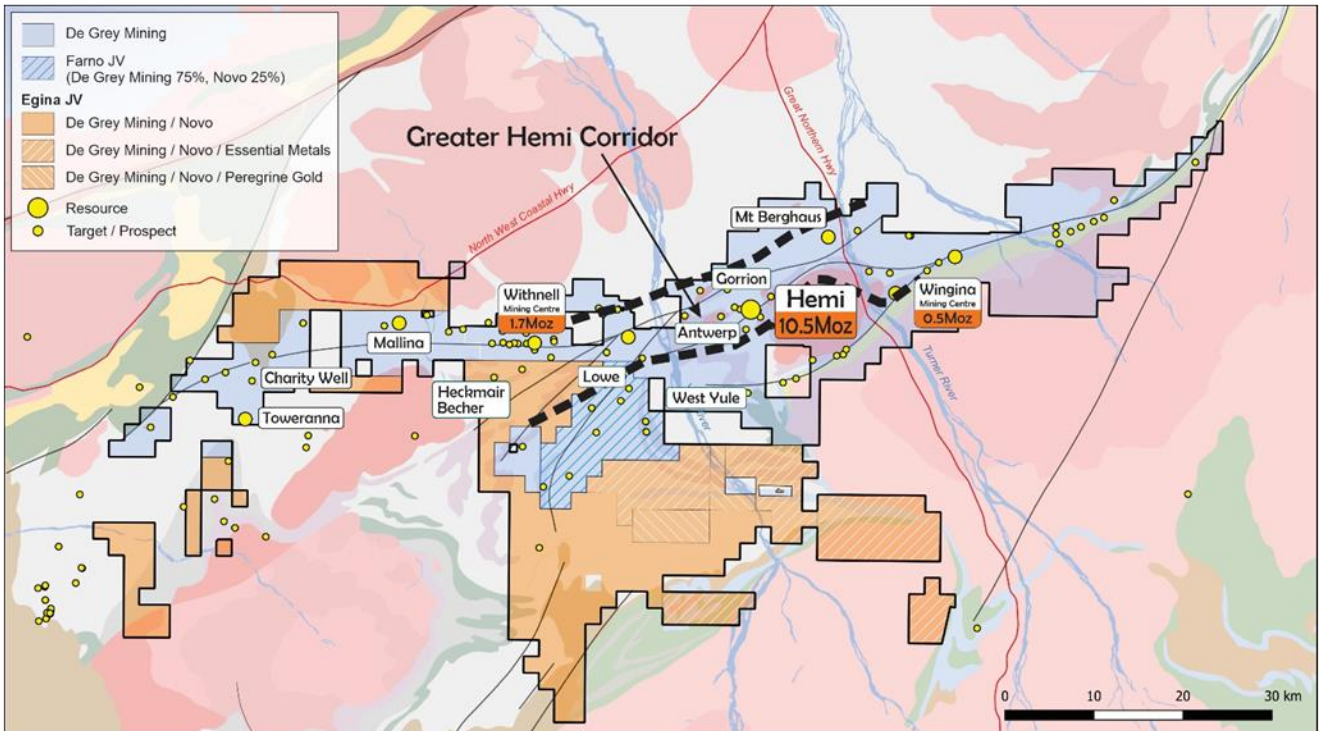 De Grey Mining
Farno JV
(De Grey Mining 75%, Novo 25%)
Egina JV
De Grey Mining / Novo
De Grey Mining / Novo / Essential Metals
De Grey Mining / Novo / Peregrine Gold
Resource
Target / Prospect
Greater Hemi Corridor
North West Coastal Hwy
Great Northern Hwy
Mt Berghaus
Gorrion
Withnell
Mining Centre
1.7Moz
Hemi
10.5Moz
Wingina
Mining Centre
0.5Moz
Antwerp
Mallina
Charity Well
Toweranna
Heckmair
Becher
Lowe
West Yule
River
Turner River
0 10 20 30 km